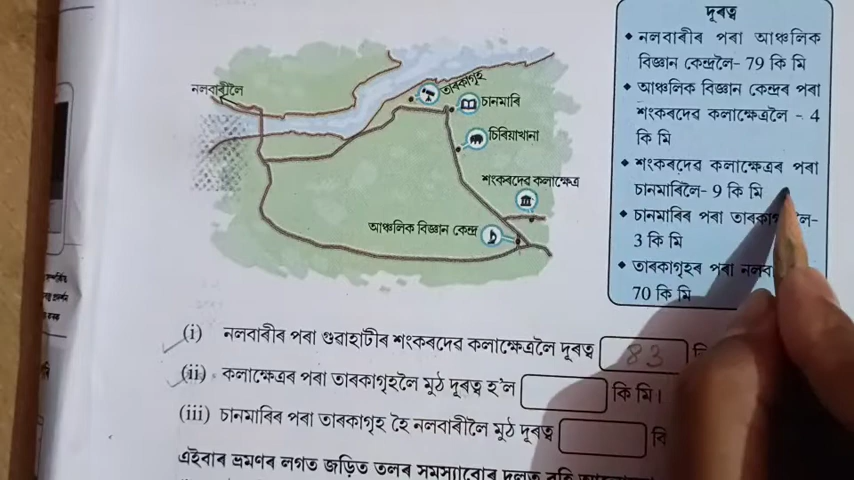 দূৰত্ব
◆ নলবাৰীৰ পৰা আঞ্চলিক
বিজ্ঞান কেন্দ্ৰলৈ- 79 কি মি
◆ আঞ্চলিক বিজ্ঞান কেন্দ্ৰৰ পৰা
শংকৰদেৱ কলাক্ষেত্ৰলৈ - 4
কি মি
◆ শংকৰদেৱ কলাক্ষেত্ৰৰ পৰা
চানমাৰিলৈ- 9 কি মি
◆ চানমাৰিৰ পৰা
3 কি মি
◆ তাৰকাগৃহৰ পৰা
70 কি মি
নলবাৰীলৈ
তাৰকাগৃহ
চানমাৰি
চিৰিয়াখানা
শংকৰদেৱ কলাক্ষেত্ৰ
আঞ্চলিক বিজ্ঞান কেন্দ্ৰ
(i) নলবাৰীৰ পৰা গুৱাহাটীৰ শংকৰদেৱ কলাক্ষেত্ৰলৈ দূৰত্ব 83
(ii) কলাক্ষেত্ৰৰ পৰা তাৰকাগৃহলৈ মুঠ দূৰত্ব হ'ল কি মি।
(iii) চানমাৰিৰ পৰা তাৰকাগৃহ হৈ নলবাৰীলৈ মুঠ দূৰত্ব
এইবাৰ ভ্ৰমণৰ লগত জড়িত তলৰ